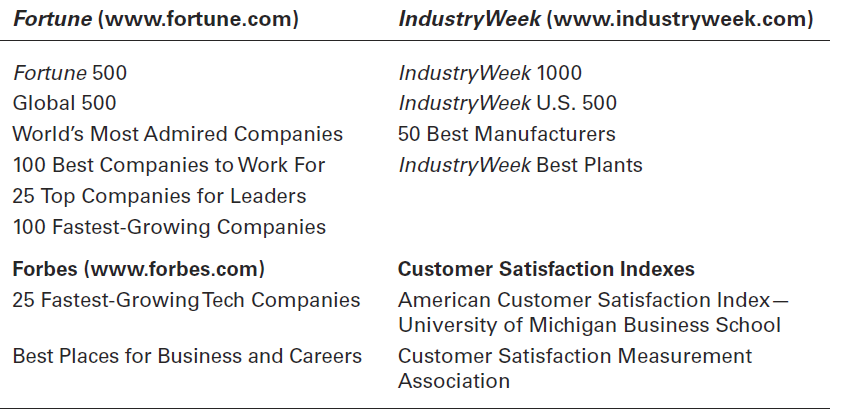 Fortune (www.fortune.com)
Fortune 500
Global 500
World's Most Admired Companies
100 Best Companies to Work For
25 Top Companies for Leaders
100 Fastest-Growing Companies
IndustryWeek (www.industryweek.com)
IndustryWeek 1000
IndustryWeek U.S. 500
50 Best Manufacturers
IndustryWeek Best Plants
Forbes (www.forbes.com)
25 Fastest-Growing Tech Companies
Best Places for Business and Careers
Customer Satisfaction Indexes
American Customer Satisfaction Index—
University of Michigan Business School
Customer Satisfaction Measurement
Association